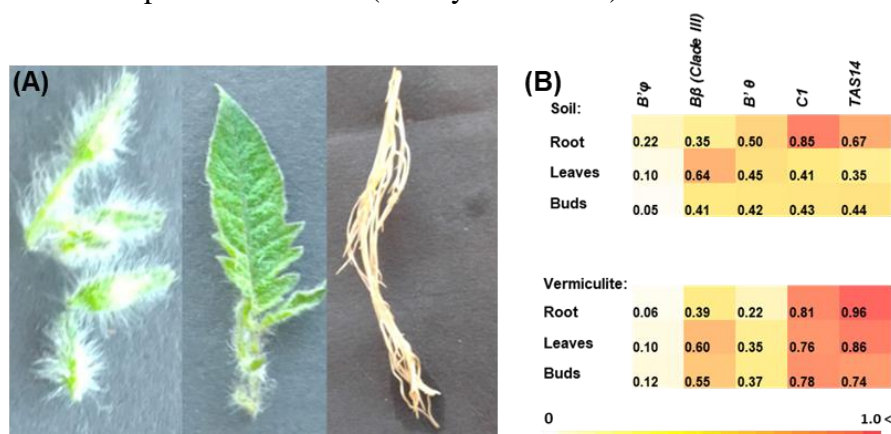 (A)
(B)
B'φ Bβ (Clade III) B' θ C1 TAS14
Soil:
Root 0.22 0.35 0.50 0.85 0.67
Leaves 0.10 0.64 0.45 0.41 0.35
Buds 0.05 0.41 0.42 0.43 0.44
Vermiculite:
Root 0.06 0.39 0.22 0.81 0.96
Leaves 0.10 0.60 0.35 0.76 0.86
Buds 0.12 0.55 0.37 0.78 0.74
0 1.0 <